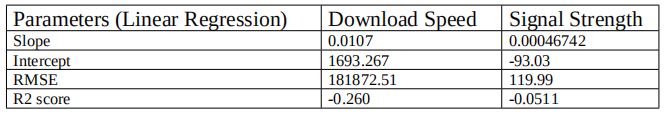 Parameters (Linear Regression) Download Speed Signal Strength
Slope 0.0107 0.00046742
Intercept 1693.267 -93.03
RMSE 181872.51 119.99
R2 score -0.260 -0.0511